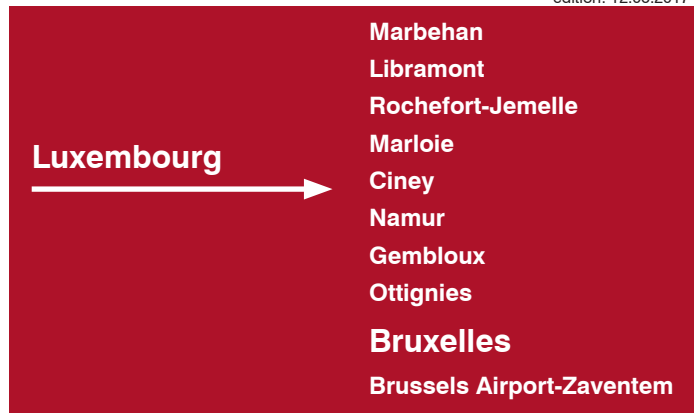 Luxembourg
Marbehan
Libramont
Rochefort-Jemelle
Marloie
Ciney
Namur
Gembloux
Ottignies
Bruxelles
Brussels Airport-Zaventem